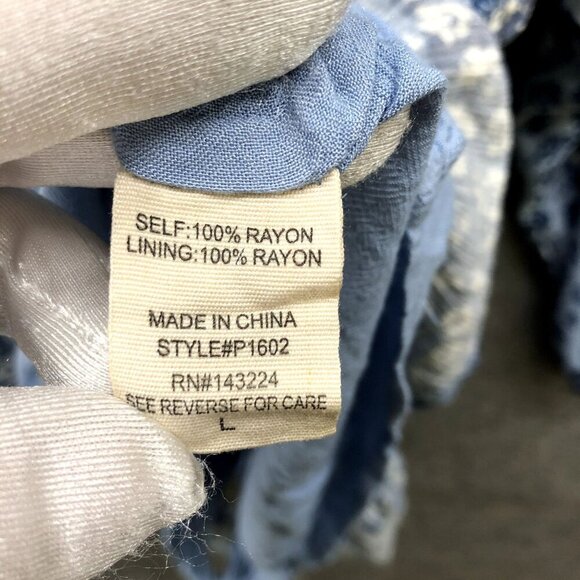 SELF:100% RAYON
LINING:100% RAYON
MADE IN CHINA
STYLE#P1602
RN#143224
SEE REVERSE FOR CARE
L